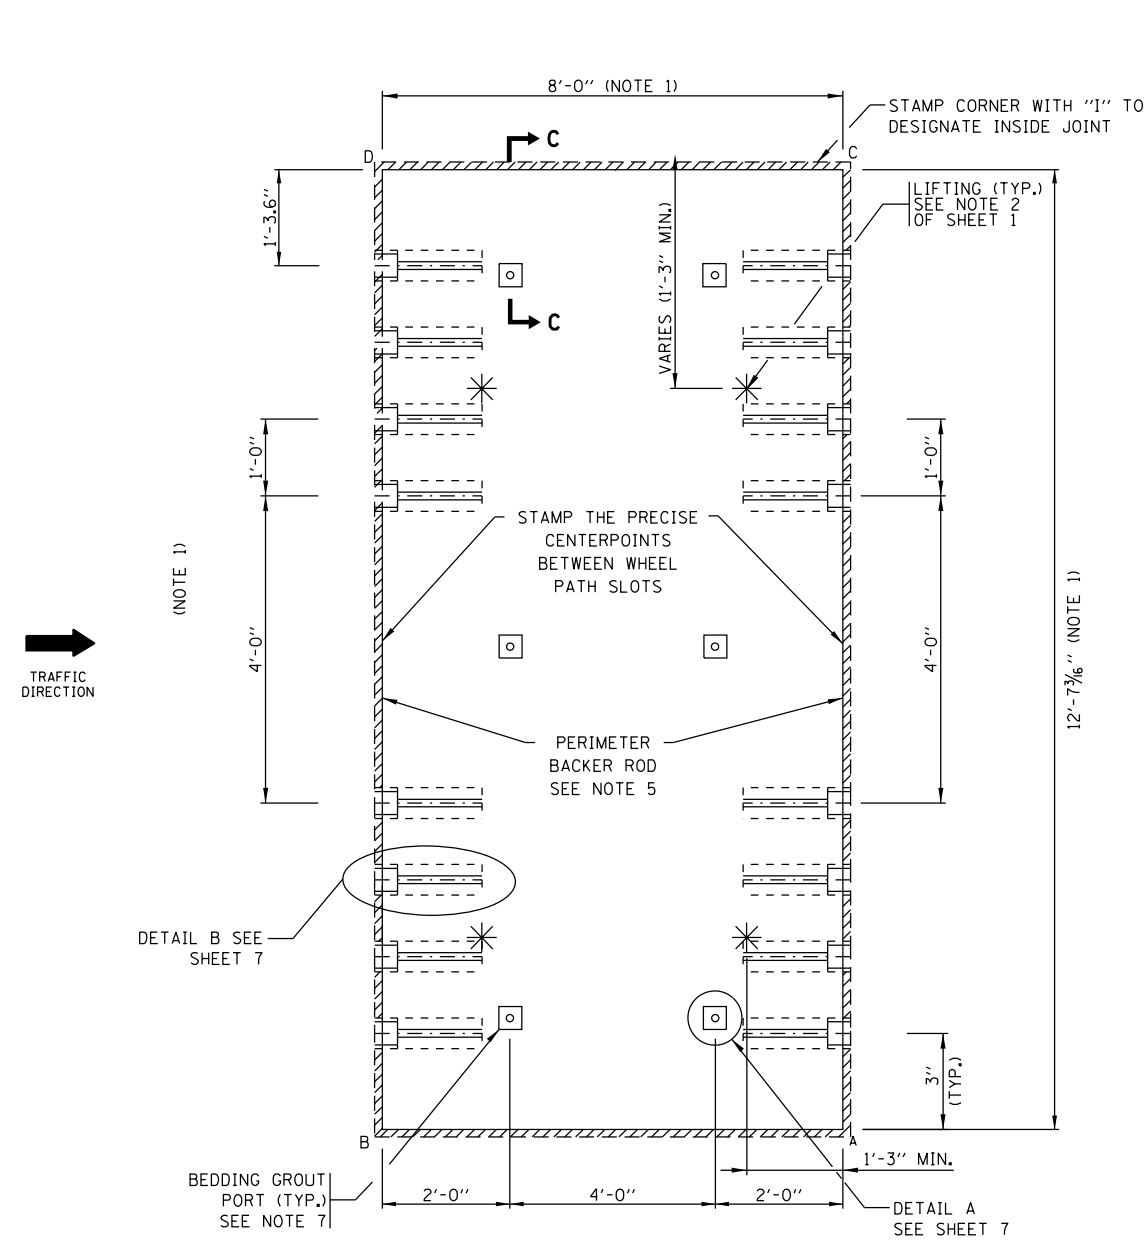 8'-0" (NOTE 1)
STAMP CORNER WITH "I" TO
DESIGNATE INSIDE JOINT
C
D
C
LIFTING (TYP.)
SEE NOTE 2
OF SHEET 1
1'-3.6"
VARIES (1'-3" MIN.)
C
1'-0"
1'-0"
STAMP THE PRECISE
CENTERPOINTS
BETWEEN WHEEL
PATH SLOTS
(NOTE 1)
4'-0"
4'-0"
12'-7 3/16" (NOTE 1)
TRAFFIC
DIRECTION
PERIMETER
BACKER ROD
SEE NOTE 5
DETAIL B SEE
SHEET 7
3"
(TYP.)
B
A
1'-3" MIN.
BEDDING GROUT
PORT (TYP.)
SEE NOTE 7
2'-0"
4'-0"
2'-0"
DETAIL A
SEE SHEET 7